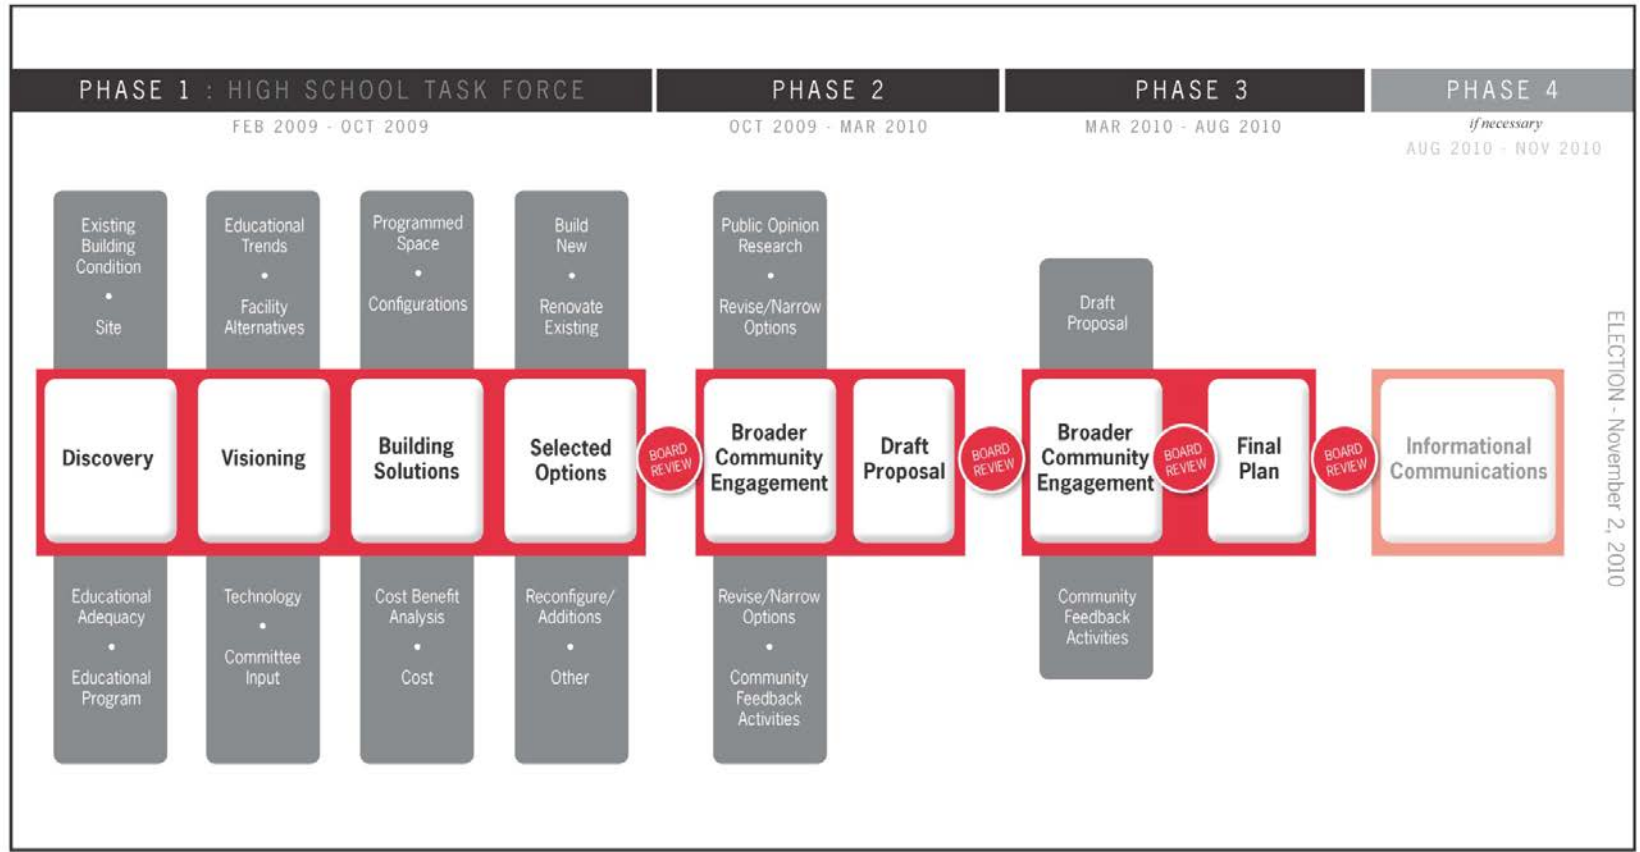 PHASE 1 : HIGH SCHOOL TASK FORCE
FEB 2009 - OCT 2009
PHASE 2
OCT 2009 - MAR 2010
PHASE 3
MAR 2010 - AUG 2010
PHASE 4
if necessary
AUG 2010 - NOV 2010
Existing
Building
Condition
•
Site
Discovery
Educational
Adequacy
•
Educational
Program
Educational
Trends
•
Facility
Alternatives
Visioning
Technology
•
Committee
Input
Programmed
Space
•
Configurations
Building
Solutions
Cost Benefit
Analysis
•
Cost
Build
New
•
Renovate
Existing
Selected
Options
Reconfigure/
Additions
•
Other
BOARD
REVIEW
Public Opinion
Research
•
Revise/Narrow
Options
Broader
Community
Engagement
Revise/Narrow
Options
•
Community
Feedback
Activities
Draft
Proposal
BOARD
REVIEW
Draft
Proposal
Broader
Community
Engagement
Community
Feedback
Activities
BOARD
REVIEW
Final
Plan
BOARD
REVIEW
Informational
Communications
ELECTION - November 2, 2010